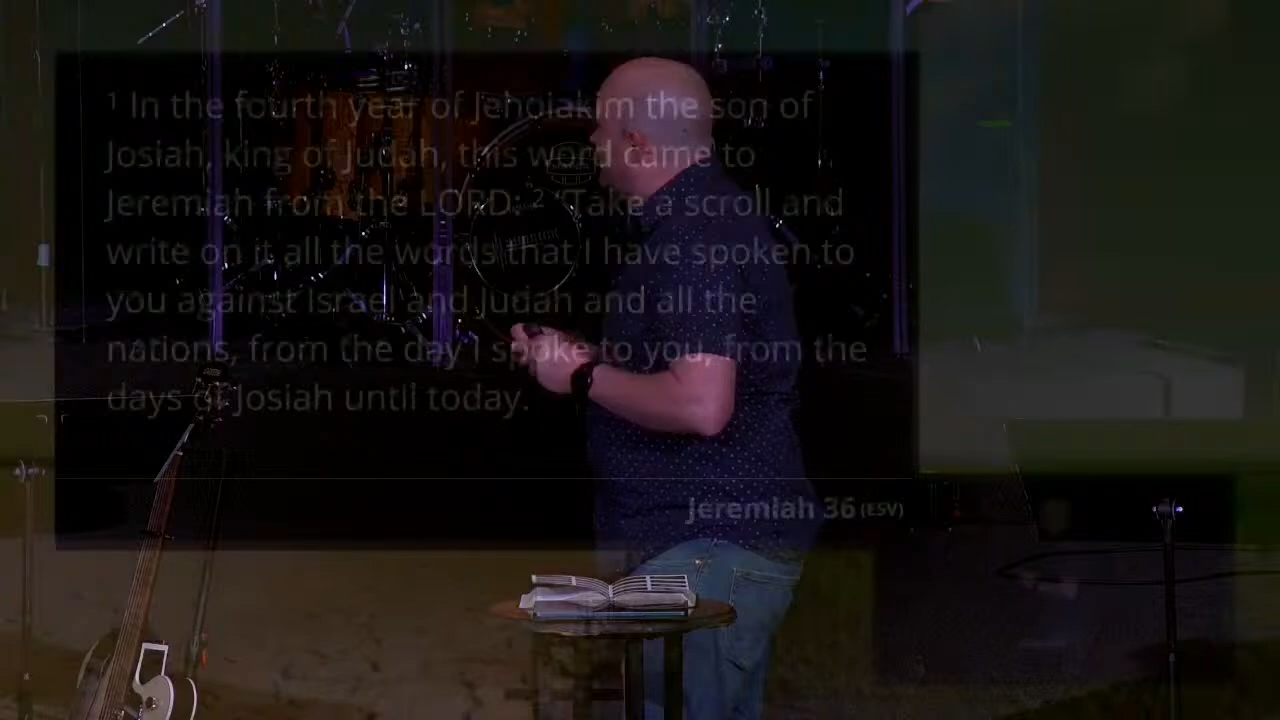 ¹ In the fourth year of Jehoiakim the son of
Josiah, king of Judah, this word came to
Jeremiah from the LORD: ² “Take a scroll and
write on it all the words that I have spoken to
you against Israel and Judah and all the
nations, from the day I spoke to you, from the
days of Josiah until today.
Jeremiah 36 (ESV)